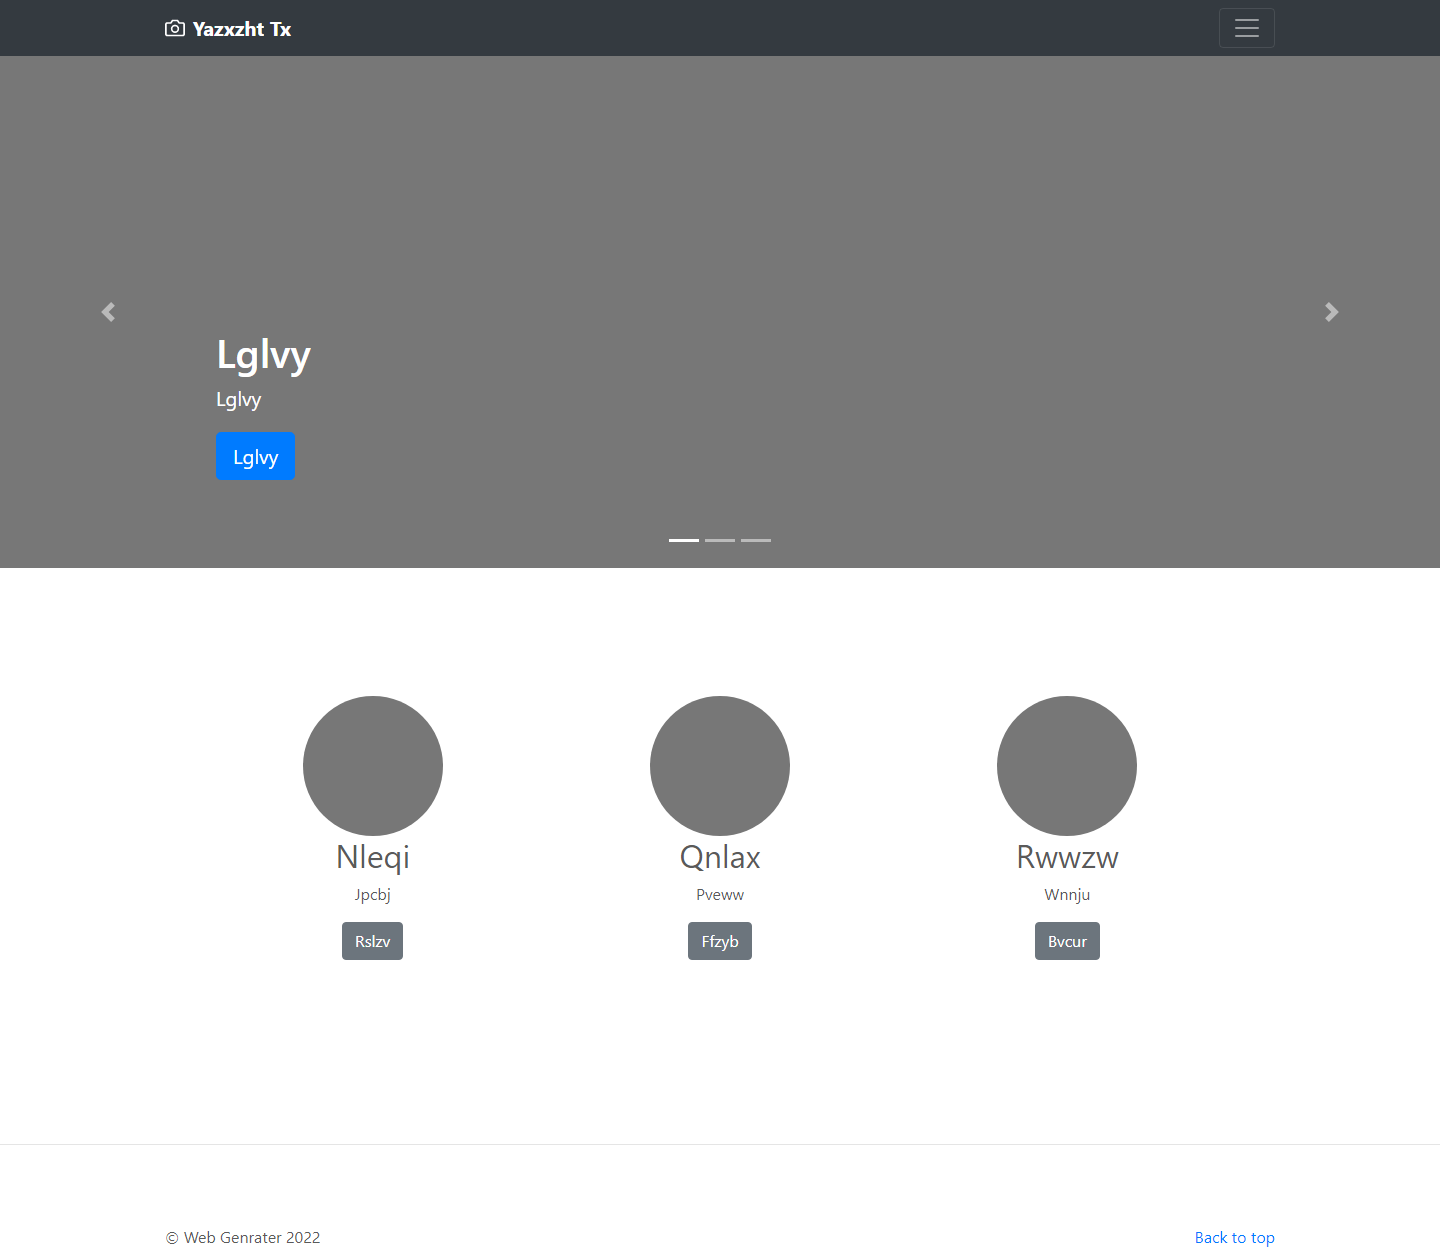 Yazxzht Tx
Lglvy
Lglvy
Lglvy
Nleqi
Qnlax
Rwwzw
Jpcbj
Pveww
Wnnju
Rslzv
Ffzyb
Bvcur
© Web Genrater 2022
Back to top